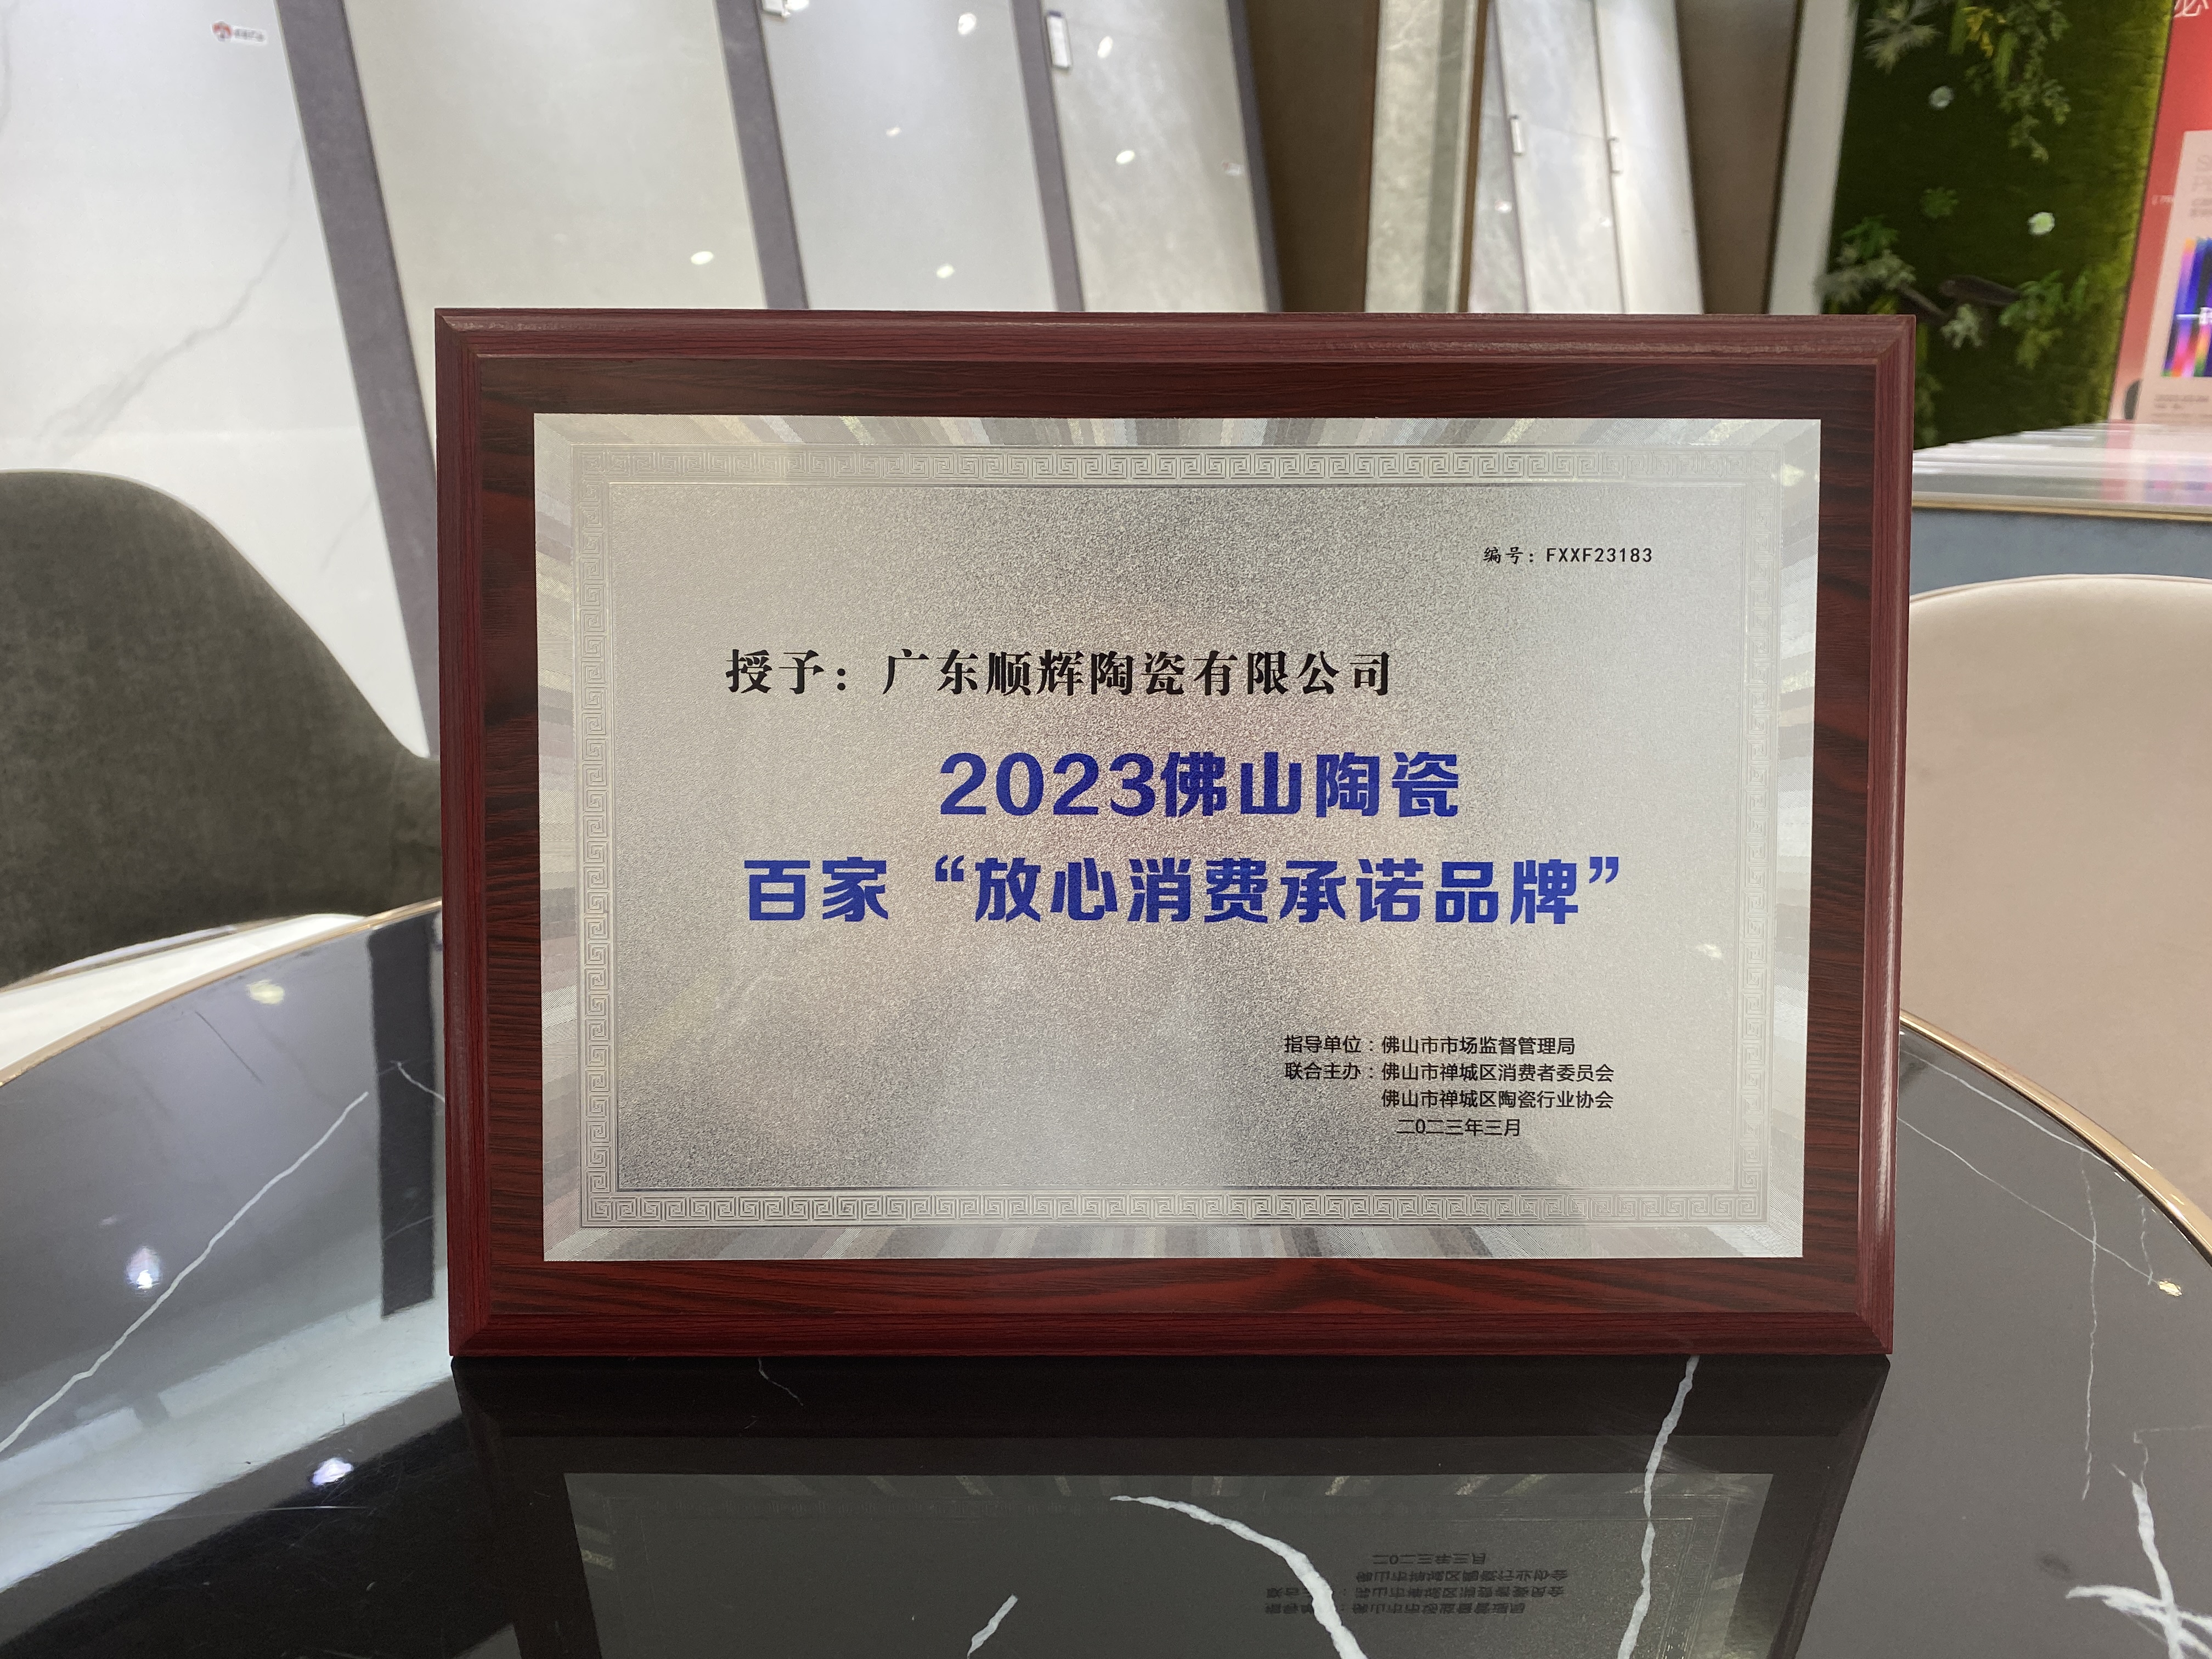 编号：FXXF23183
授予：广东顺辉陶瓷有限公司
2023佛山陶瓷
百家“放心消费承诺品牌”
指导单位：佛山市市场监督管理局
联合主办：佛山市禅城区消费者委员会
佛山市禅城区陶瓷行业协会
二0二三年三月